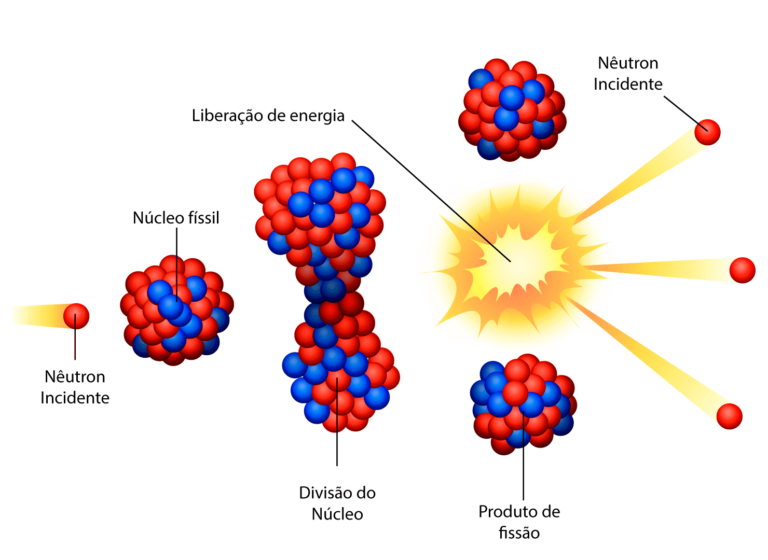 Nêutron
Incidente
Liberação de energia
Núcleo físsil
Nêutron
Incidente
Divisão do
Núcleo
Produto de
fissão